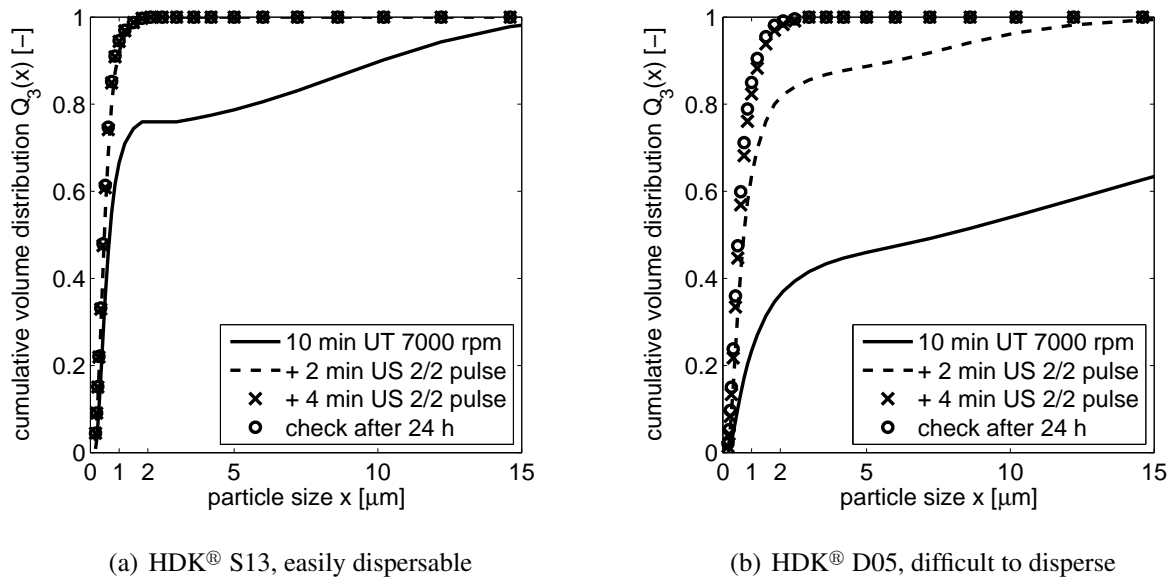 cumulative volume distribution Q_3(x) [−]
1
0.8
0.6
0.4
0.2
0
0 1 2 5 10 15
particle size x [μm]
10 min UT 7000 rpm
+ 2 min US 2/2 pulse
+ 4 min US 2/2 pulse
check after 24 h
(a) HDK® S13, easily dispersable
cumulative volume distribution Q_3(x) [−]
1
0.8
0.6
0.4
0.2
0
0 1 2 5 10 15
particle size x [μm]
10 min UT 7000 rpm
+ 2 min US 2/2 pulse
+ 4 min US 2/2 pulse
check after 24 h
(b) HDK® D05, difficult to disperse